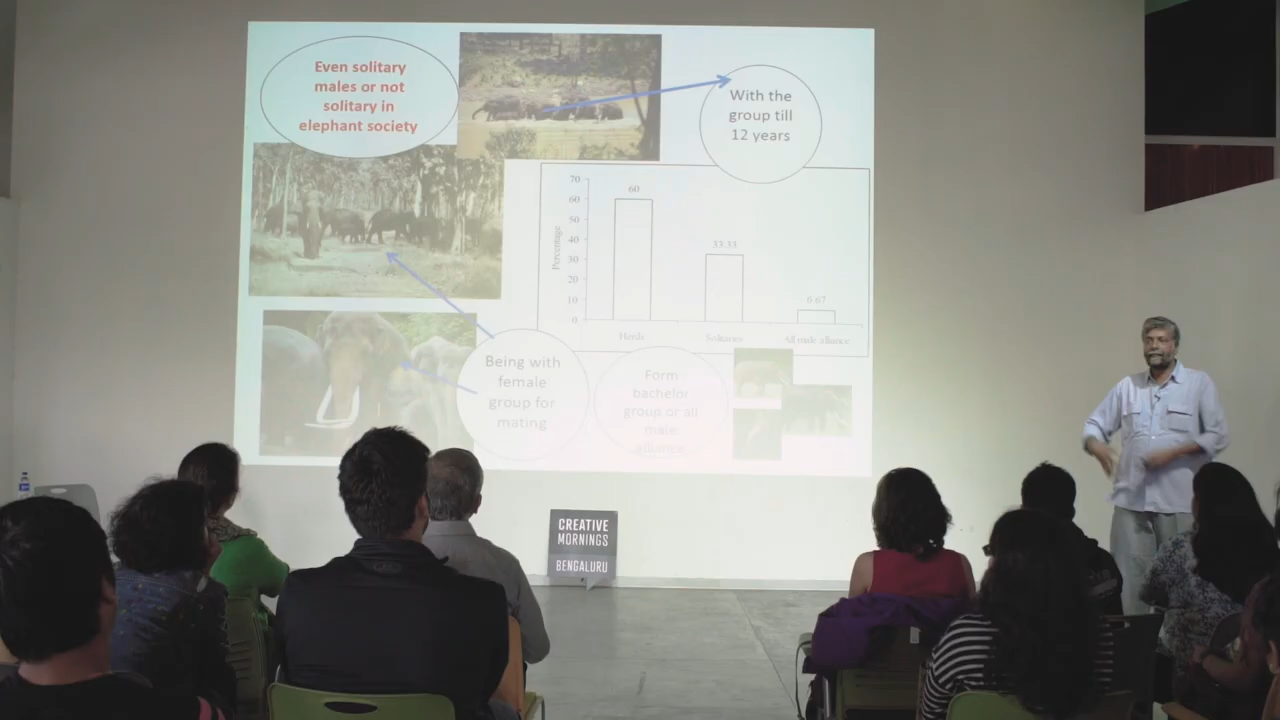 Even solitary
males or not
solitary in
elephant society
With the
group till
12 years
70
60
50
40
30
20
10
0
Percentage
60
33.33
6.67
Herds
Solitaries
All male alliance
Being with
female
group for
mating
Form
bachelor
group or all
male
alliance
CREATIVE
MORNINGS
BENGALURU